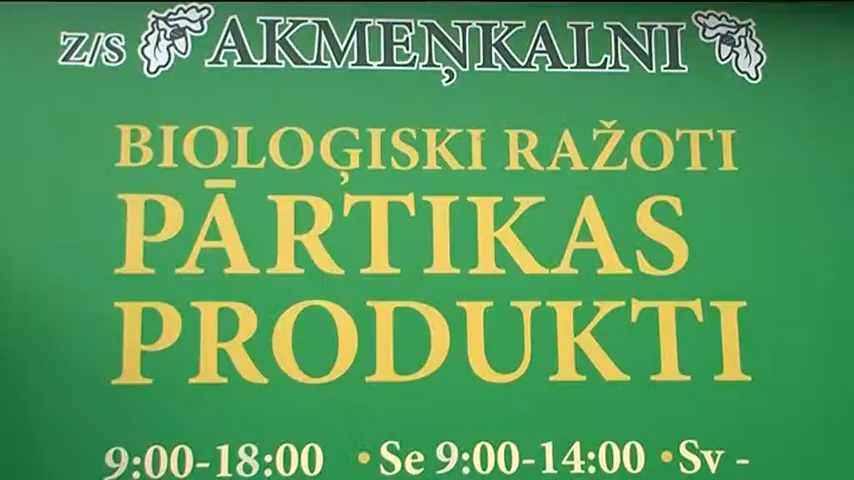 Z/S AKMEŅKALNI
BIOLOĢISKI RAŽOTI
PĀRTIKAS
PRODUKTI
9:00-18:00 • Se 9:00-14:00 • Sv -